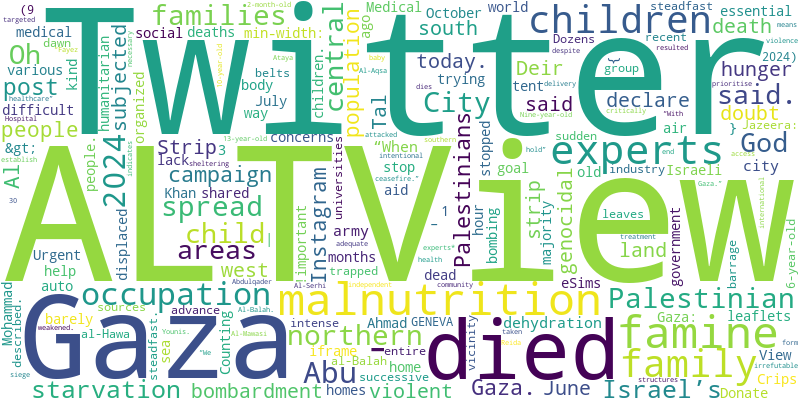 (9
targeted
Twitter
medical
Oh
various
post
difficult
people
&gt;
Al
Urgent
help
auto
Mohammad
described.
dawn
Fayez
kind
ago
social
families
Medical
deaths
min-width:
+2-month-old
October
world
steadfast
essential
children
south
death
medical
humanitarian
subjected
organized
belts
body
July
way
central
children.
population
today.
trying
Deir
tent
Dozens
Al-Aqsa
despite
means
resulted
recent
2024)
hunger
group
{
}
declare
doubt
violence
said.
necessary
Hospital
healthcare"
Ataya
baby
dies
delivery
prioritise
attacked
Nine-year-old
critically
"With
Jazeera:
Tal
City
said
experts
God
city
air
sudden
hold"
old
industry
Israeli
end
access
establish
indicates
people.
2024
Strip
3
lack
concerns
sheltering
campaign
Khan
shared
spread
child
areas
west
displaced
important
Instagram
universities
"When
stop
aid
army
months
trapped
dead
hour
bombing
stopped
Palestinians
southern
intentional
ceasefire."
1
–
goal
strip
majority
genocidal
leaves
treatment
land
government
barrage
Gaza."
international
6-year-old
13-year-old
10-year-old
30
ALTView
occupation
malnutrition
Palestinian
eSims
sources
advance
Al-Serhi
Abdulqader
adequate
health
independent
community
experts"
Gaza
died
famine
family
northern
Ahmad
GENEVA
dehydration
Gaza:
leaflets
View
irrefutable
form
barely
al-Hawa
Counting
sea
steadfast.
weakened.
Younis.
Al-Balah.
Al-Mawasi
intense
iframe
Abu
al-Balah
entire
vicinity
taken
structures
Crips
siege
"We
starvation
bombardment
successive
home
homes
violent
Gaza.
June
Israel’s
Donate